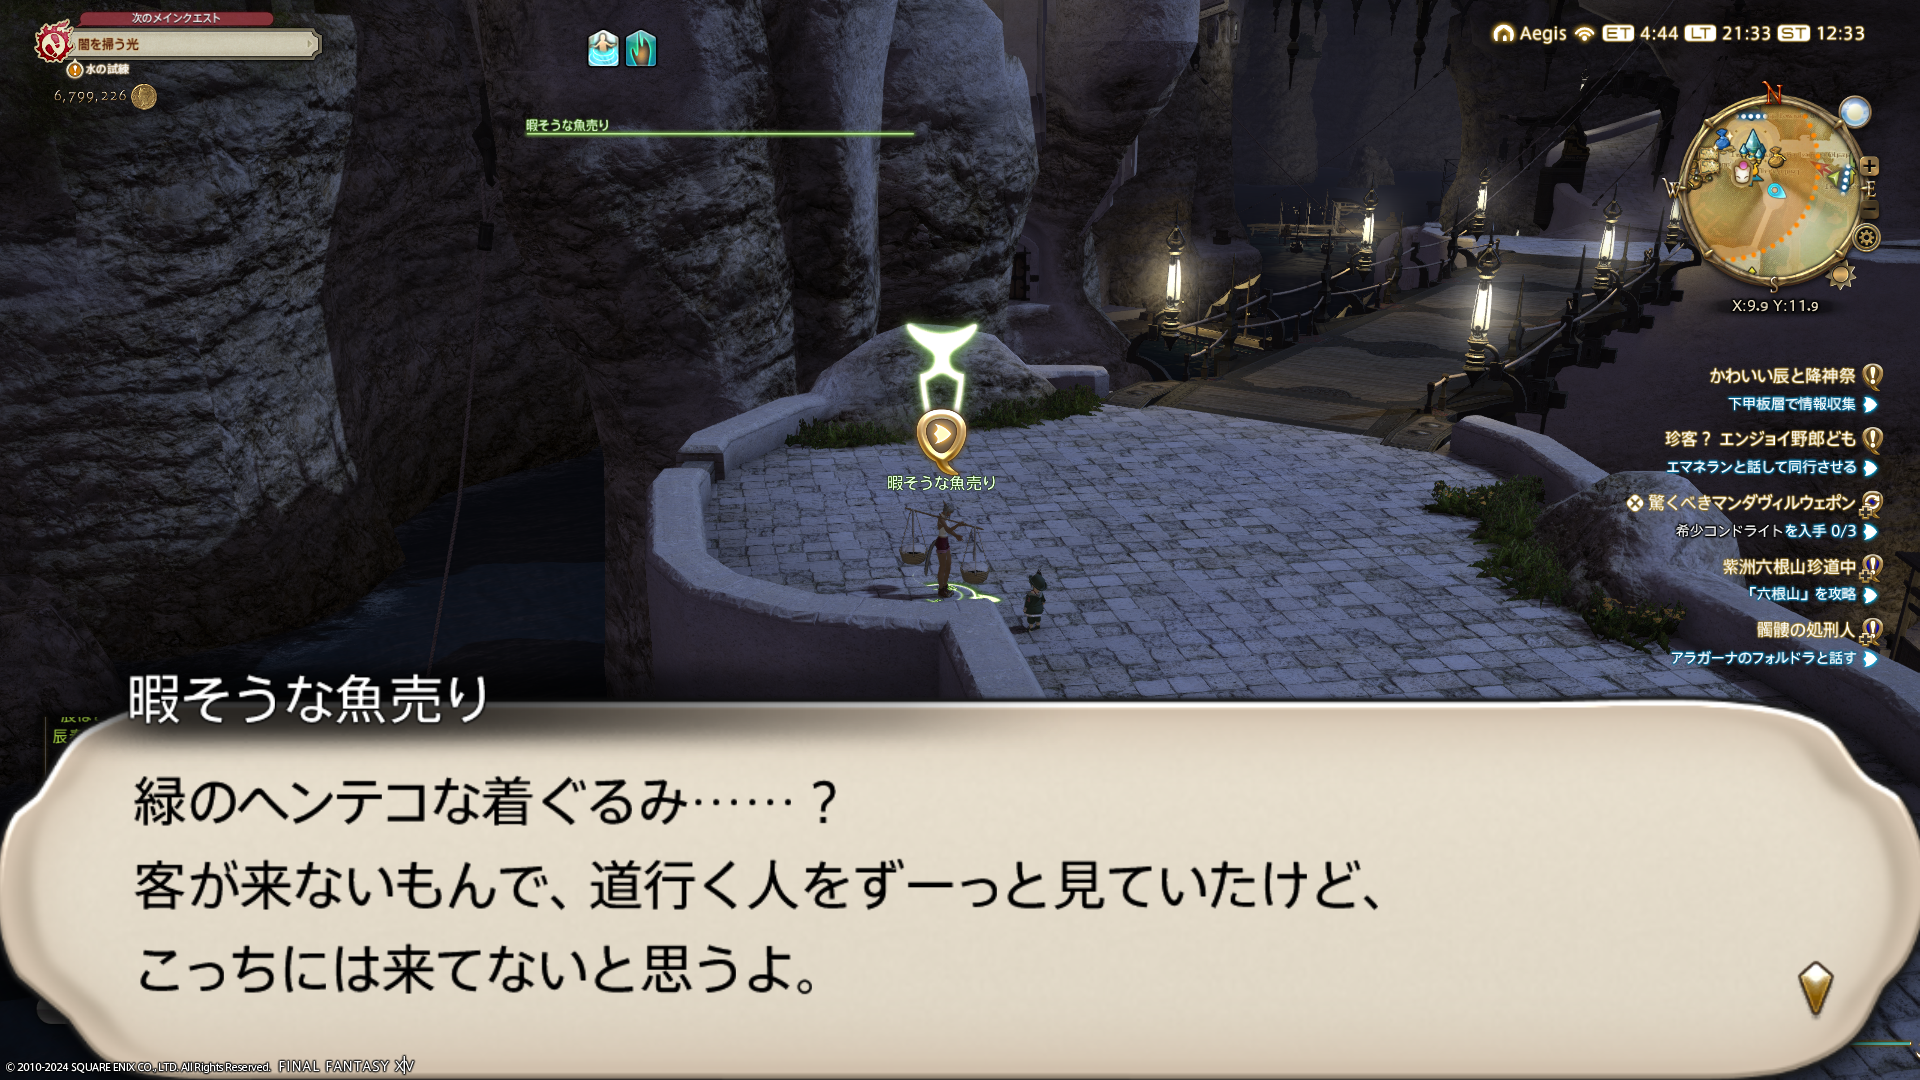 次のメインクエスト
闇を掃う光
水の試練
6,799,226
暇そうな魚売り
Aegis ET 4:44 LT 21:33 ST 12:33
N
W
E
S
X:9.9 Y:11.9
かわいい辰と降神祭
下甲板層で情報収集
珍客？ エンジョイ野郎ども
エマネランと話して同行させる
驚くべきマンダヴィルウェポン
希少コンドライトを入手 0/3
紫洲六根山珍道中
「六根山」を攻略
髑髏の処刑人
アラガーナのフォルドラと話す
暇そうな魚売り
暇そうな魚売り
緑のヘンテコな着ぐるみ……？
客が来ないもんで、道行く人をずーっと見ていたけど、
こっちには来てないと思うよ。
© 2010-2024 SQUARE ENIX CO., LTD. All Rights Reserved. FINAL FANTASY XIV